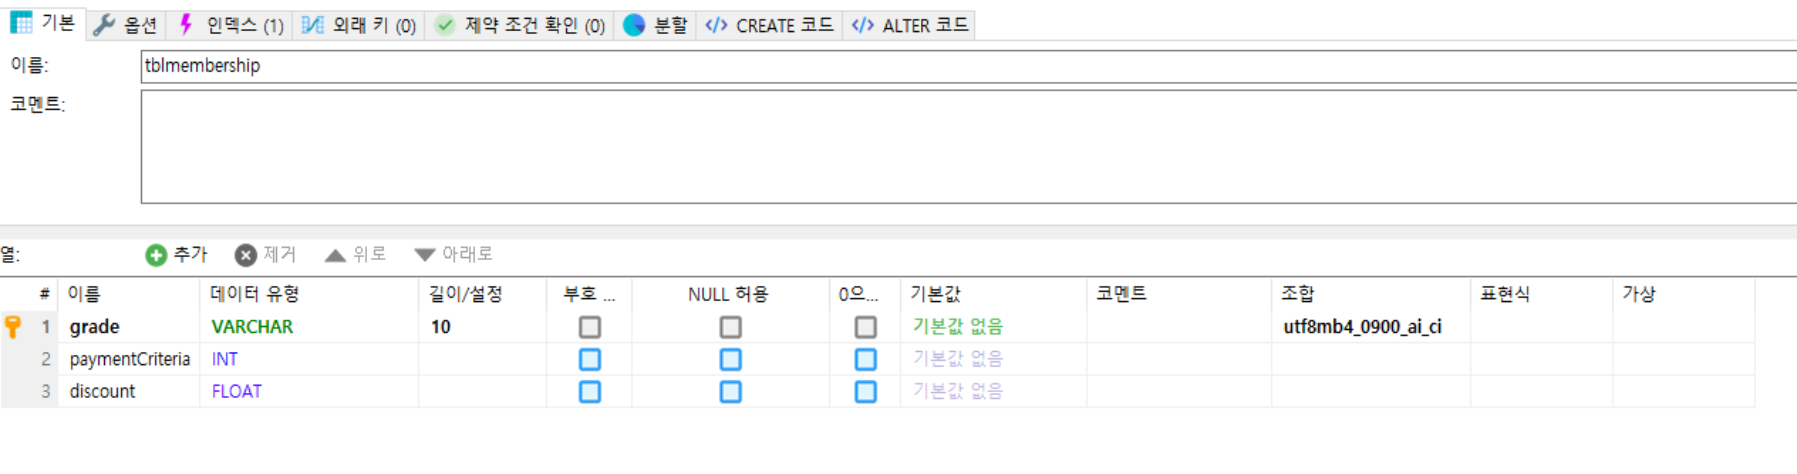 기본 옵션 인덱스 (1) 외래 키 (0) 제약 조건 확인 (0) 분할 </> CREATE 코드 </> ALTER 코드
이름: tblmembership
코멘트:
열: 추가 제거 위로 아래로
# 이름 데이터 유형 길이/설정 부호 ... NULL 허용 0으... 기본값 코멘트 조합 표현식 가상
1 grade VARCHAR 10 기본값 없음 utf8mb4_0900_ai_ci
2 paymentCriteria INT 기본값 없음
3 discount FLOAT 기본값 없음